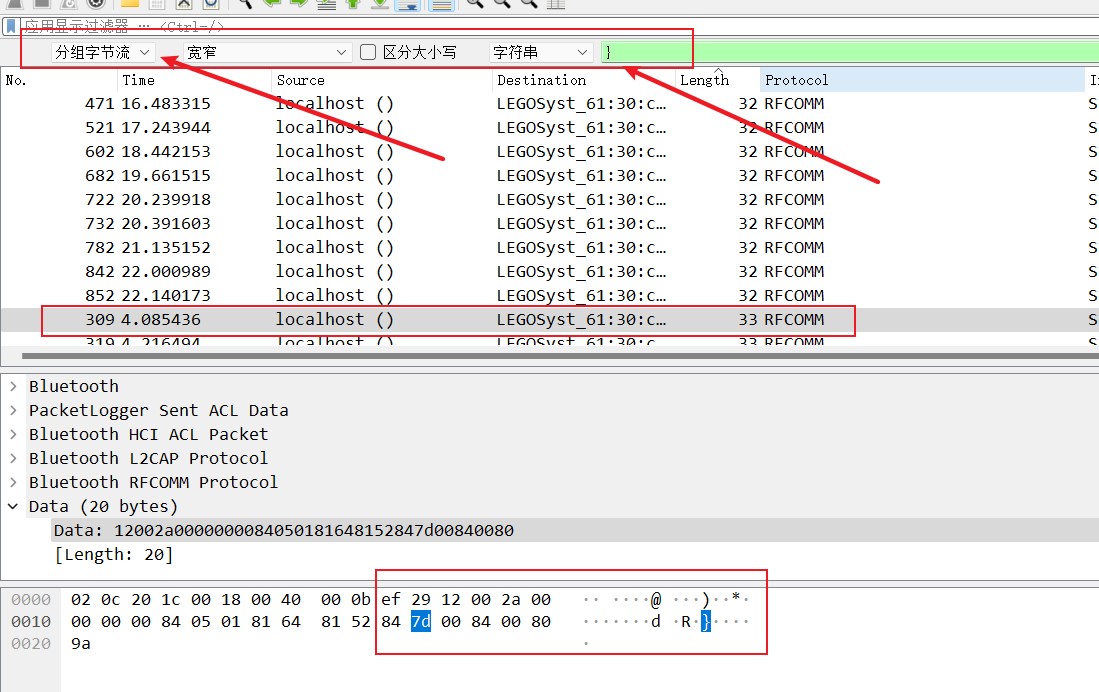 应用显示过滤器 … <Ctrl-/>
分组字节流 宽窄 区分大小写 字符串 }
No. Time Source Destination Length Protocol
471 16.483315 localhost () LEGOSyst_61:30:c… 32 RFCOMM S
521 17.243944 localhost () LEGOSyst_61:30:c… 32 RFCOMM S
602 18.442153 localhost () LEGOSyst_61:30:c… 32 RFCOMM S
682 19.661515 localhost () LEGOSyst_61:30:c… 32 RFCOMM S
722 20.239918 localhost () LEGOSyst_61:30:c… 32 RFCOMM S
732 20.391603 localhost () LEGOSyst_61:30:c… 32 RFCOMM S
782 21.135152 localhost () LEGOSyst_61:30:c… 32 RFCOMM S
842 22.000989 localhost () LEGOSyst_61:30:c… 32 RFCOMM S
852 22.140173 localhost () LEGOSyst_61:30:c… 32 RFCOMM S
309 4.085436 localhost () LEGOSyst_61:30:c… 33 RFCOMM S
319 4.216494 localhost () LEGOSyst_61:30:c… 33 RFCOMM S
Bluetooth
PacketLogger Sent ACL Data
Bluetooth HCI ACL Packet
Bluetooth L2CAP Protocol
Bluetooth RFCOMM Protocol
Data (20 bytes)
Data: 12002a0000000084050181648152847d00840080
[Length: 20]
0000 02 0c 20 1c 00 18 00 40 00 0b ef 29 12 00 2a 00 ·· ····@ ···)··*·
0010 00 00 00 84 05 01 81 64 81 52 84 7d 00 84 00 80 ·······d ·R·}····
0020 9a ·